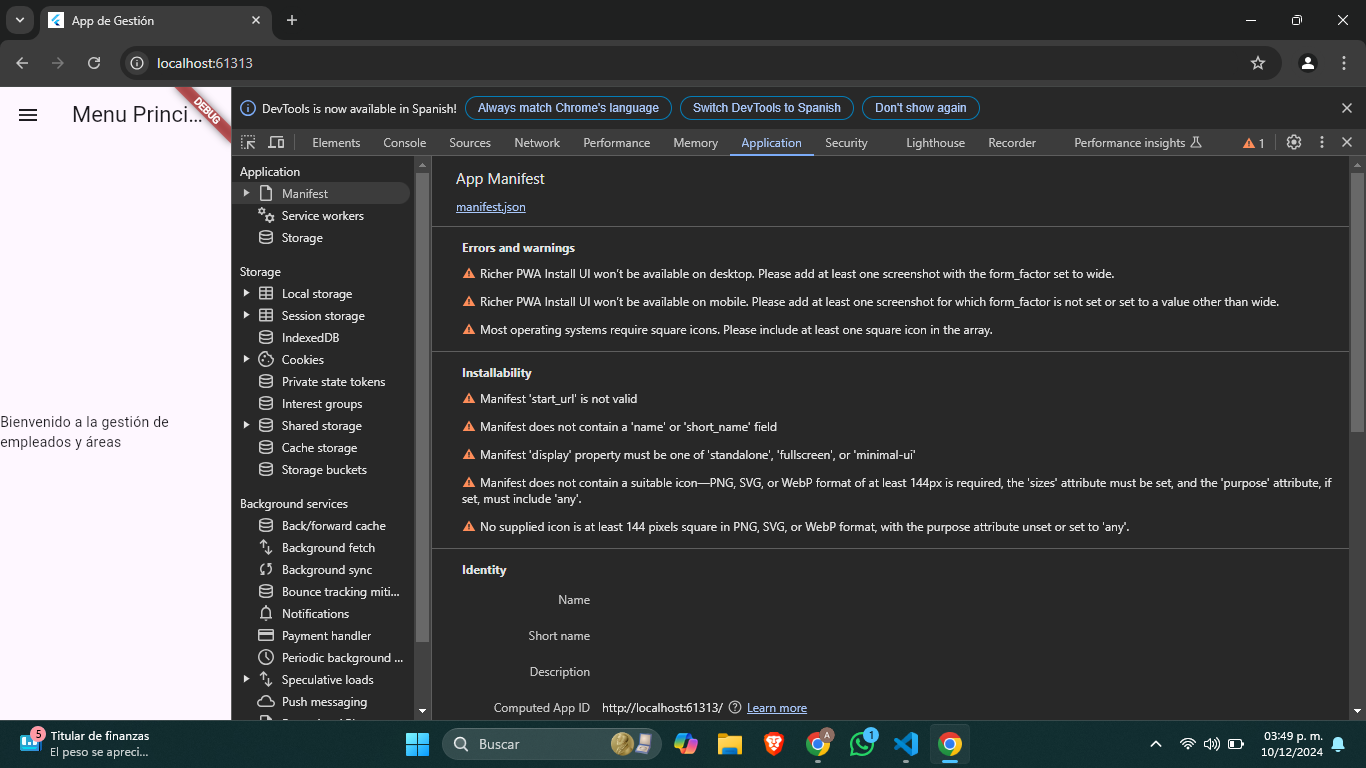 App de Gestión
localhost:61313
Menu Princi...
DEBUG
Bienvenido a la gestión de
empleados y áreas
DevTools is now available in Spanish!
Always match Chrome's language
Switch DevTools to Spanish
Don't show again
Elements
Console
Sources
Network
Performance
Memory
Application
Security
Lighthouse
Recorder
Performance insights
1
Application
Manifest
Service workers
Storage
Storage
Local storage
Session storage
IndexedDB
Cookies
Private state tokens
Interest groups
Shared storage
Cache storage
Storage buckets
Background services
Back/forward cache
Background fetch
Background sync
Bounce tracking miti...
Notifications
Payment handler
Periodic background ...
Speculative loads
Push messaging
App Manifest
manifest.json
Errors and warnings
Richer PWA Install UI won't be available on desktop. Please add at least one screenshot with the form_factor set to wide.
Richer PWA Install UI won't be available on mobile. Please add at least one screenshot for which form_factor is not set or set to a value other than wide.
Most operating systems require square icons. Please include at least one square icon in the array.
Installability
Manifest 'start_url' is not valid
Manifest does not contain a 'name' or 'short_name' field
Manifest 'display' property must be one of 'standalone', 'fullscreen', or 'minimal-ui'
Manifest does not contain a suitable icon—PNG, SVG, or WebP format of at least 144px is required, the 'sizes' attribute must be set, and the 'purpose' attribute, if
set, must include 'any'.
No supplied icon is at least 144 pixels square in PNG, SVG, or WebP format, with the purpose attribute unset or set to 'any'.
Identity
Name
Short name
Description
Computed App ID http://localhost:61313/ Learn more
5
Titular de finanzas
El peso se apreci...
Buscar
A
1
03:49 p. m.
10/12/2024